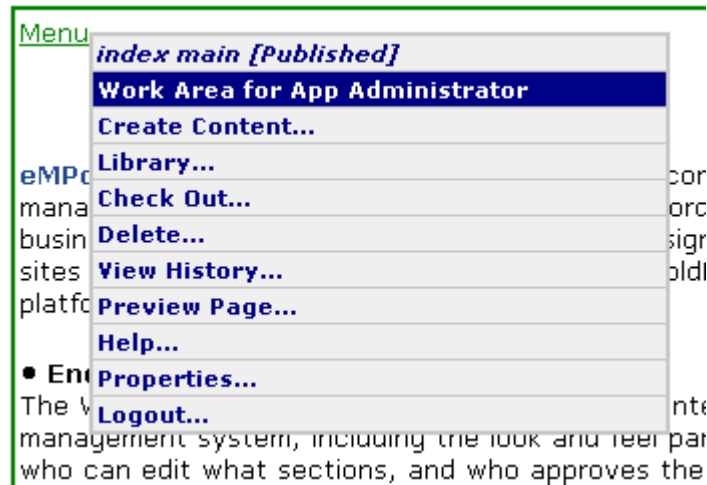 Menu
index main [Published]
Work Area for App Administrator
Create Content...
Library...
Check Out...
Delete...
View History...
Preview Page...
Help...
Properties...
Logout...
The
management system, including the look and feel
who can edit what sections, and who approves the
sites